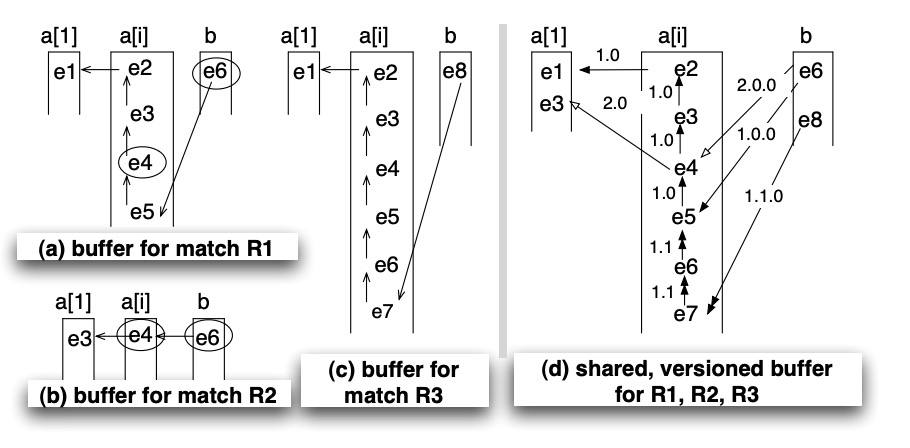 a[1] a[i] b
e1 e2 e6
e3
e4
e5
(a) buffer for match R1
a[1] a[i] b
e3 e4 e6
(b) buffer for match R2
a[1] a[i] b
e1 e2 e8
e3
e4
e5
e6
e7
(c) buffer for
match R3
a[1] a[i] b
e1 1.0 e2 e6
e3 2.0 1.0 2.0.0
e3 e8
1.0 1.0.0
e4
1.0 1.1.0
e5
1.1
e6
1.1
e7
(d) shared, versioned buffer
for R1, R2, R3